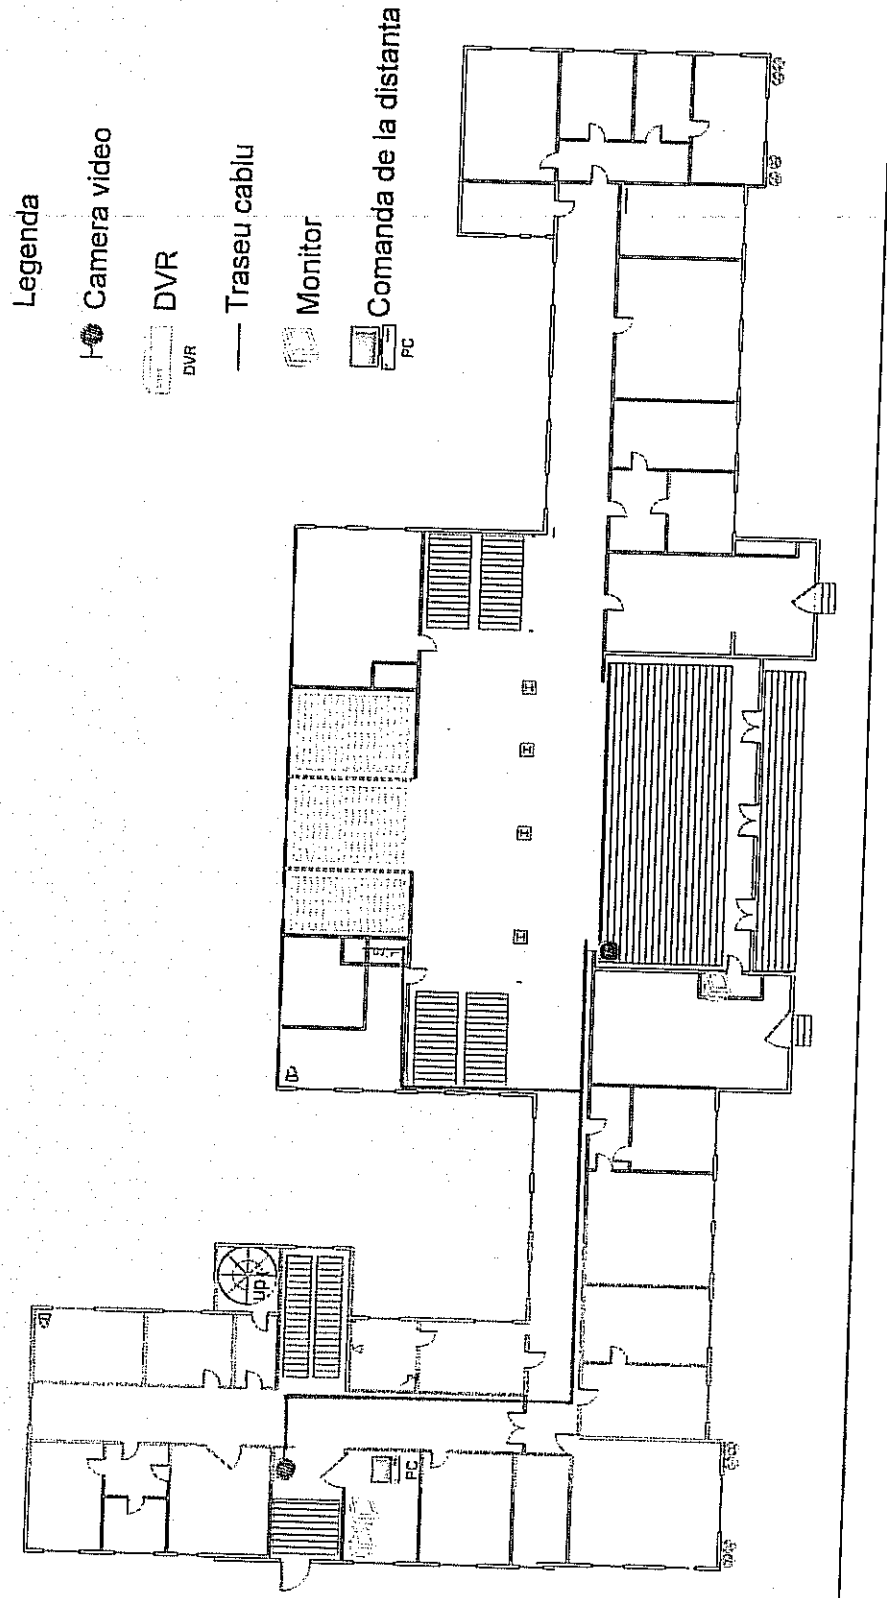 Legenda
Camera video
DVR
DVR
Traseu cablu
Monitor
Comanda de la distanta
PC
up
PC